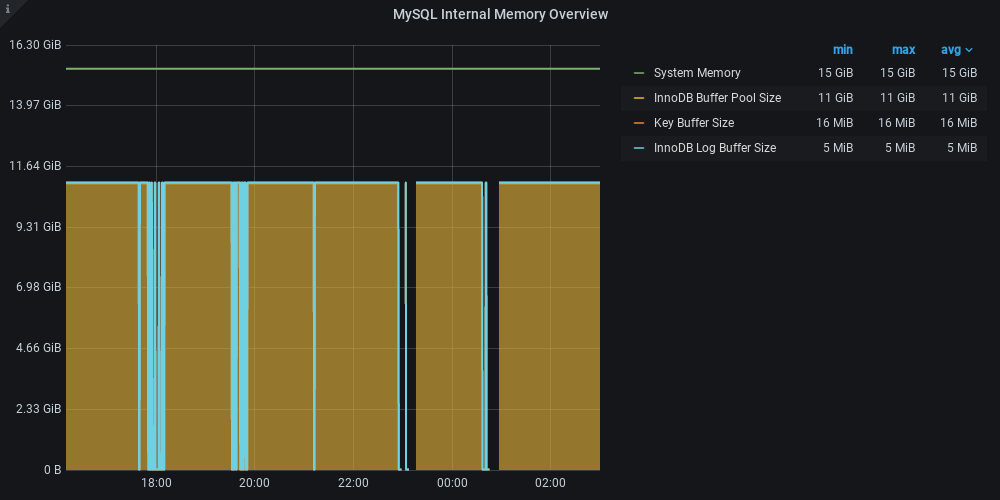 i
MySQL Internal Memory Overview
16.30 GiB
13.97 GiB
11.64 GiB
9.31 GiB
6.98 GiB
4.66 GiB
2.33 GiB
0 B
18:00 20:00 22:00 00:00 02:00
min max avg
System Memory 15 GiB 15 GiB 15 GiB
InnoDB Buffer Pool Size 11 GiB 11 GiB 11 GiB
Key Buffer Size 16 MiB 16 MiB 16 MiB
InnoDB Log Buffer Size 5 MiB 5 MiB 5 MiB